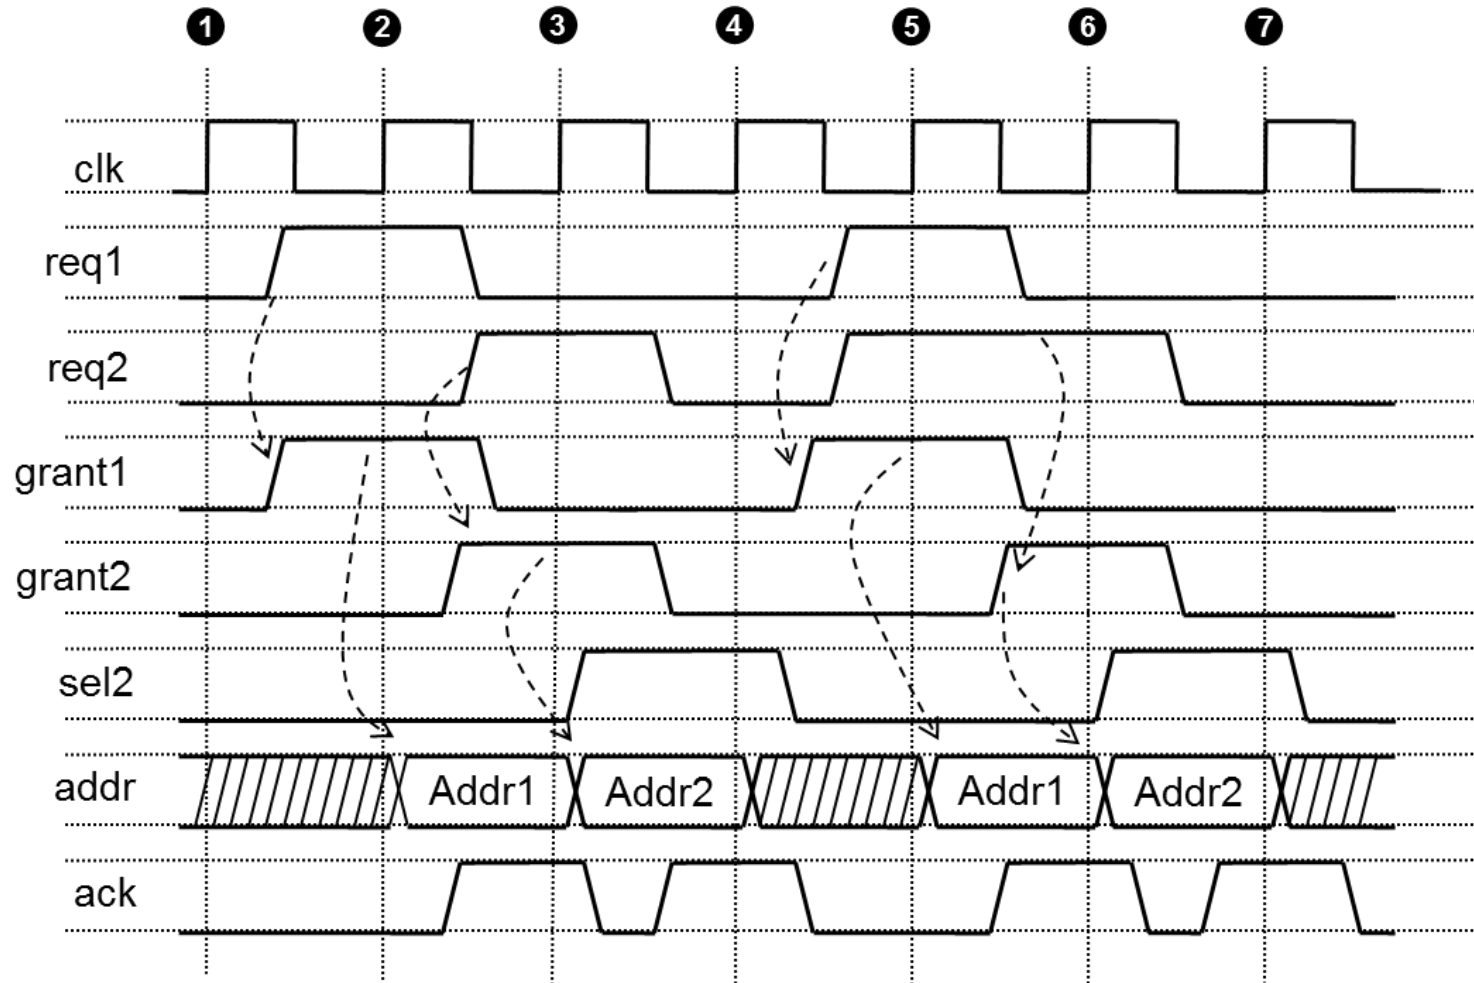 1 2 3 4 5 6 7
clk
req1
req2
grant1
grant2
sel2
addr Addr1 Addr2 Addr1 Addr2
ack